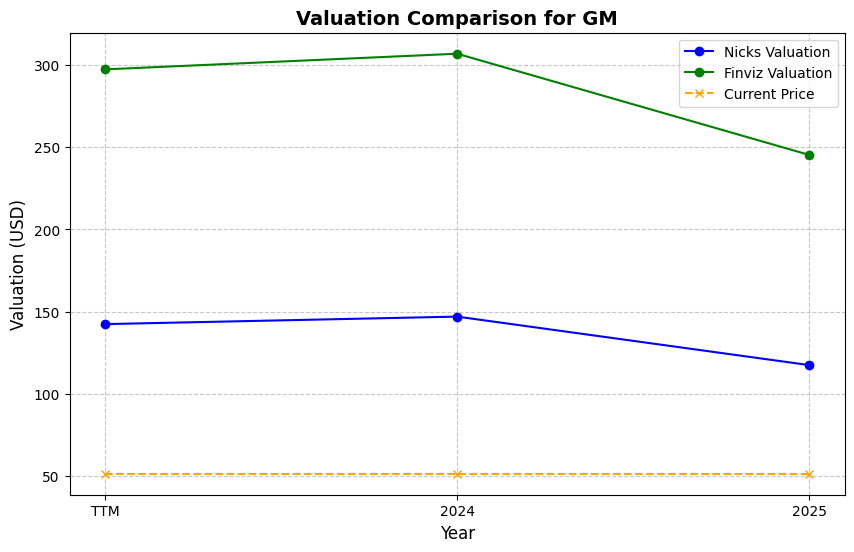 Valuation Comparison for GM
Nicks Valuation
Finviz Valuation
Current Price
Valuation (USD)
300
250
200
150
100
50
TTM
2024
2025
Year